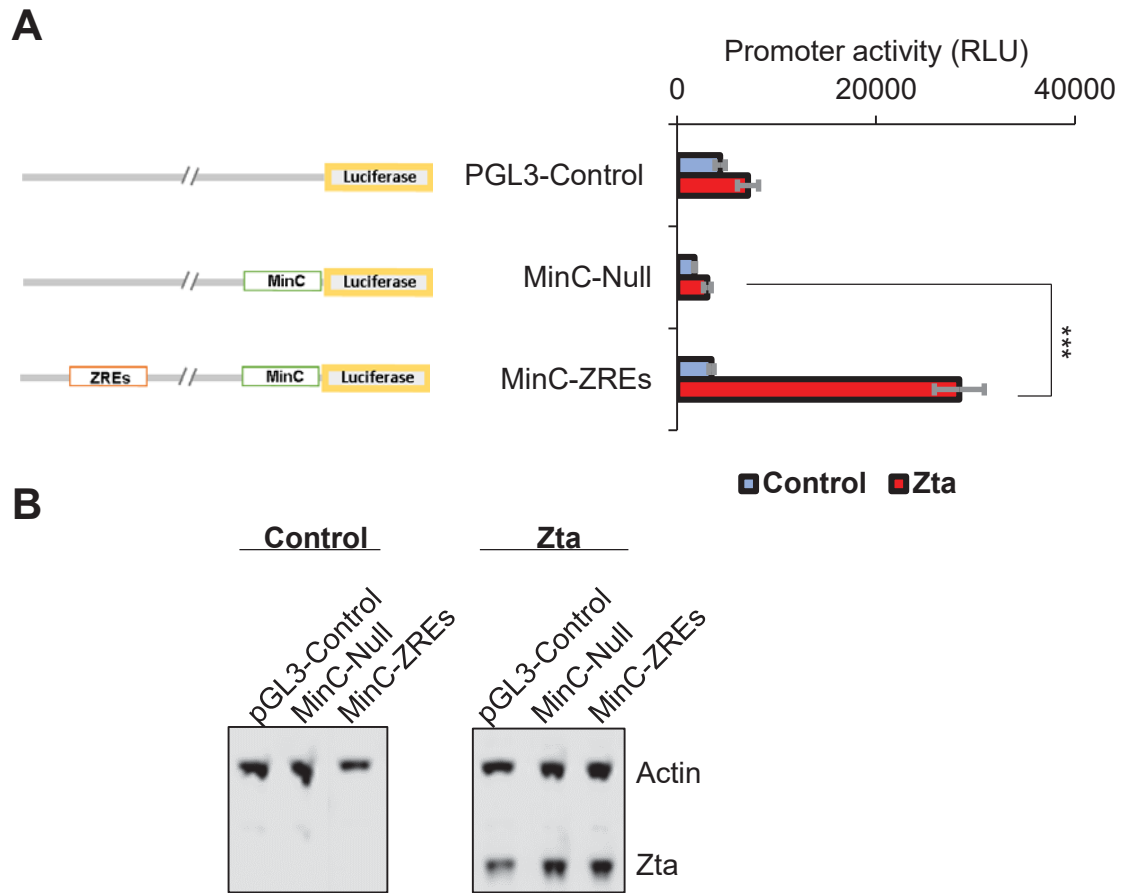 A
Promoter activity (RLU)
0 20000 40000
// Luciferase PGL3-Control
// MinC Luciferase MinC-Null
ZREs // MinC Luciferase MinC-ZREs
***
Control Zta
B
Control Zta
pGL3-Control MinC-Null MinC-ZREs pGL3-Control MinC-Null MinC-ZREs
Actin
Zta